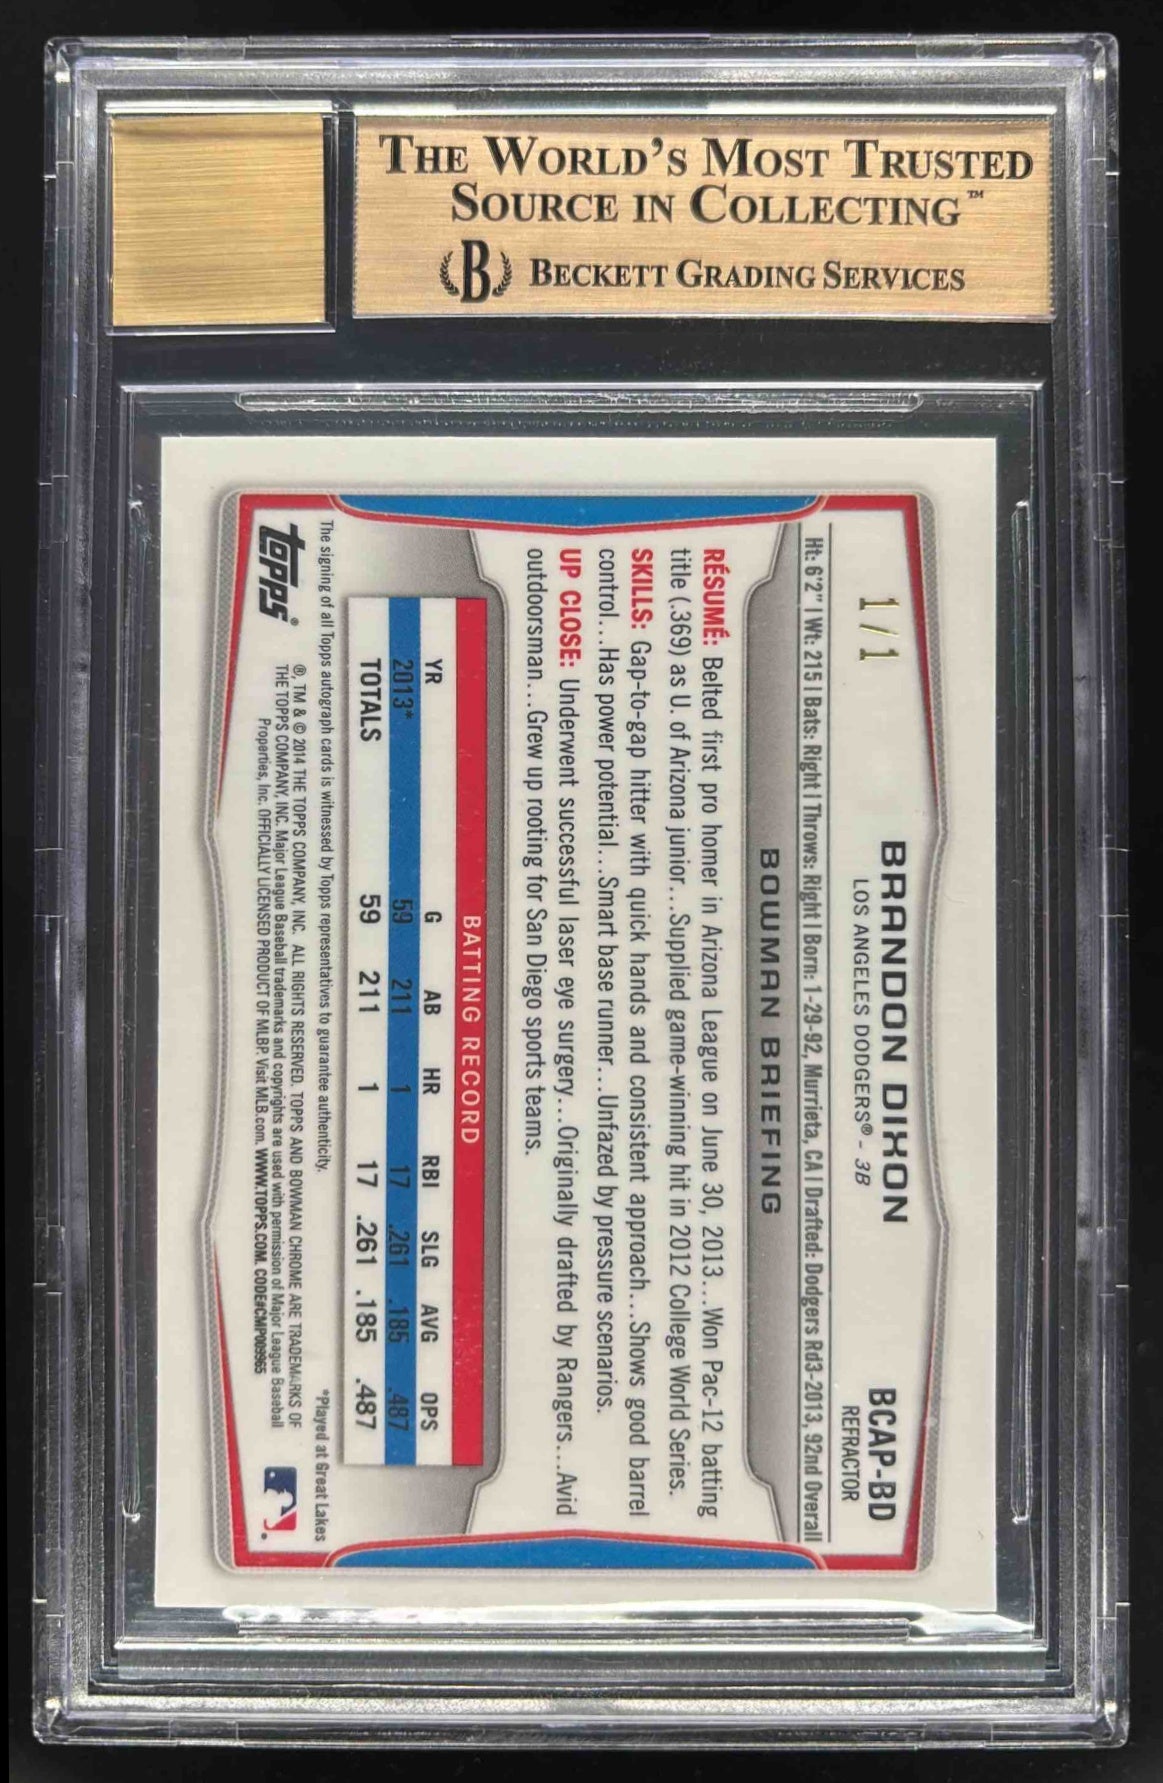 THE WORLD'S MOST TRUSTED
SOURCE IN COLLECTING™
B BECKETT GRADING SERVICES
1/1
BRANDON DIXON
LOS ANGELES DODGERS® - 3B
BCAP-BD
REFRACTOR
Ht: 6'2" | Wt: 215 | Bats: Right | Throws: Right | Born: 1-29-92, Murrieta, CA | Drafted: Dodgers Rd3-2013, 92nd Overall
BOWMAN BRIEFING
RÉSUMÉ: Belted first pro homer in Arizona League on June 30, 2013...Won Pac-12 batting
title (.369) as U. of Arizona junior...Supplied game-winning hit in 2012 College World Series.
SKILLS: Gap-to-gap hitter with quick hands and consistent approach...Shows good barrel
control...Has power potential...Smart base runner...Unfazed by pressure scenarios.
UP CLOSE: Underwent successful laser eye surgery...Originally drafted by Rangers...Avid
outdoorsman...Grew up rooting for San Diego sports teams.
BATTING RECORD
YR G AB HR RBI SLG AVG OPS
2013* 59 211 1 17 .261 .185 .487
TOTALS 59 211 1 17 .261 .185 .487
*Played at Great Lakes
The signing of all Topps autograph cards is witnessed by Topps representatives to guarantee authenticity.
topps®
®, TM & © 2014 THE TOPPS COMPANY, INC. ALL RIGHTS RESERVED. TOPPS AND BOWMAN CHROME ARE TRADEMARKS OF
THE TOPPS COMPANY, INC. Major League Baseball trademarks and copyrights are used with permission of Major League Baseball
Properties, Inc. OFFICIALLY LICENSED PRODUCT OF MLBP. Visit MLB.com. WWW.TOPPS.COM. CODE#CMP009965